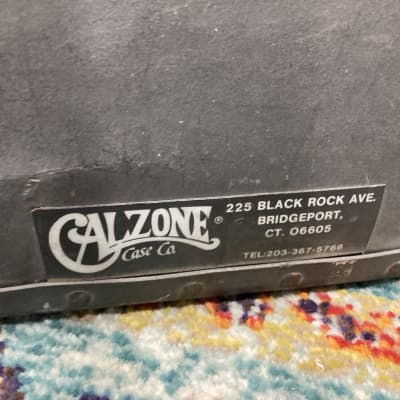 CALZONE®
Case Co.
225 BLACK ROCK AVE.
BRIDGEPORT,
CT. 06605
TEL:203-367-5766